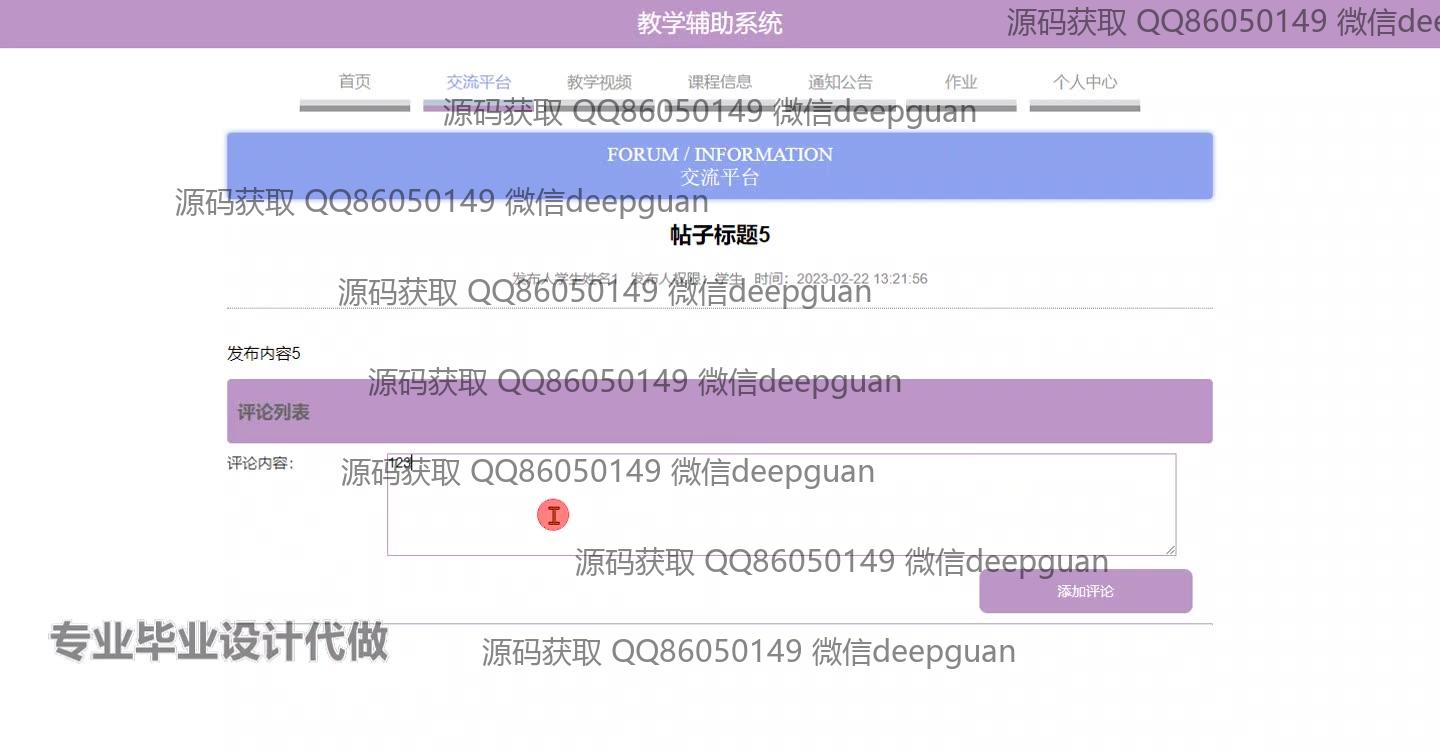 教学辅助系统
源码获取 QQ86050149 微信dee
首页 交流平台 教学视频 课程信息 通知公告 作业 个人中心
源码获取 QQ86050149 微信deepguan
FORUM / INFORMATION
交流平台
源码获取 QQ86050149 微信deepguan
帖子标题5
发布人学生姓名1 发布人权限：学生 时间：2023-02-22 13:21:56
源码获取 QQ86050149 微信deepguan
发布内容5
源码获取 QQ86050149 微信deepguan
评论列表
评论内容：
123
源码获取 QQ86050149 微信deepguan
源码获取 QQ86050149 微信deepguan
添加评论
专业毕业设计代做
源码获取 QQ86050149 微信deepguan